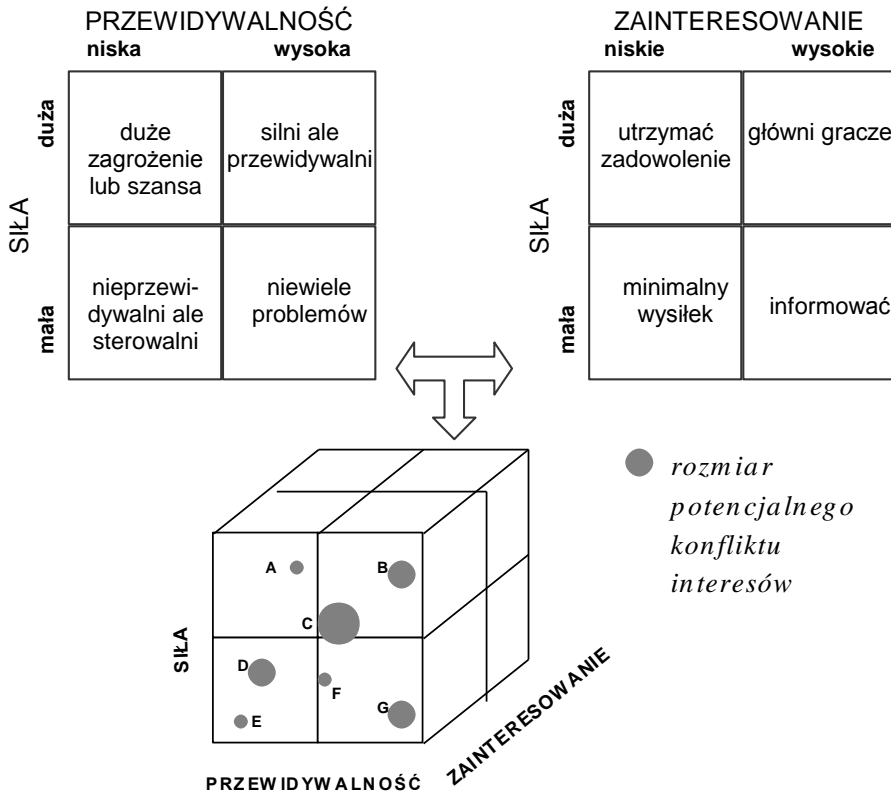 PRZEWIDYWALNOŚĆ
niska wysoka
duża
SIŁA
mała
duże
zagrożenie
lub szansa
silni ale
przewidywalni
nieprzewi-
dywalni ale
sterowalni
niewiele
problemów
ZAINTERESOWANIE
niskie wysokie
duża
SIŁA
mała
utrzymać
zadowolenie
główni gracze
minimalny
wysiłek
informować
rozmiar
potencjalnego
konfliktu
interesów
A
B
C
D
F
E
G
SIŁA
PRZEWIDYWALNOŚĆ
ZAINTERESOWANIE